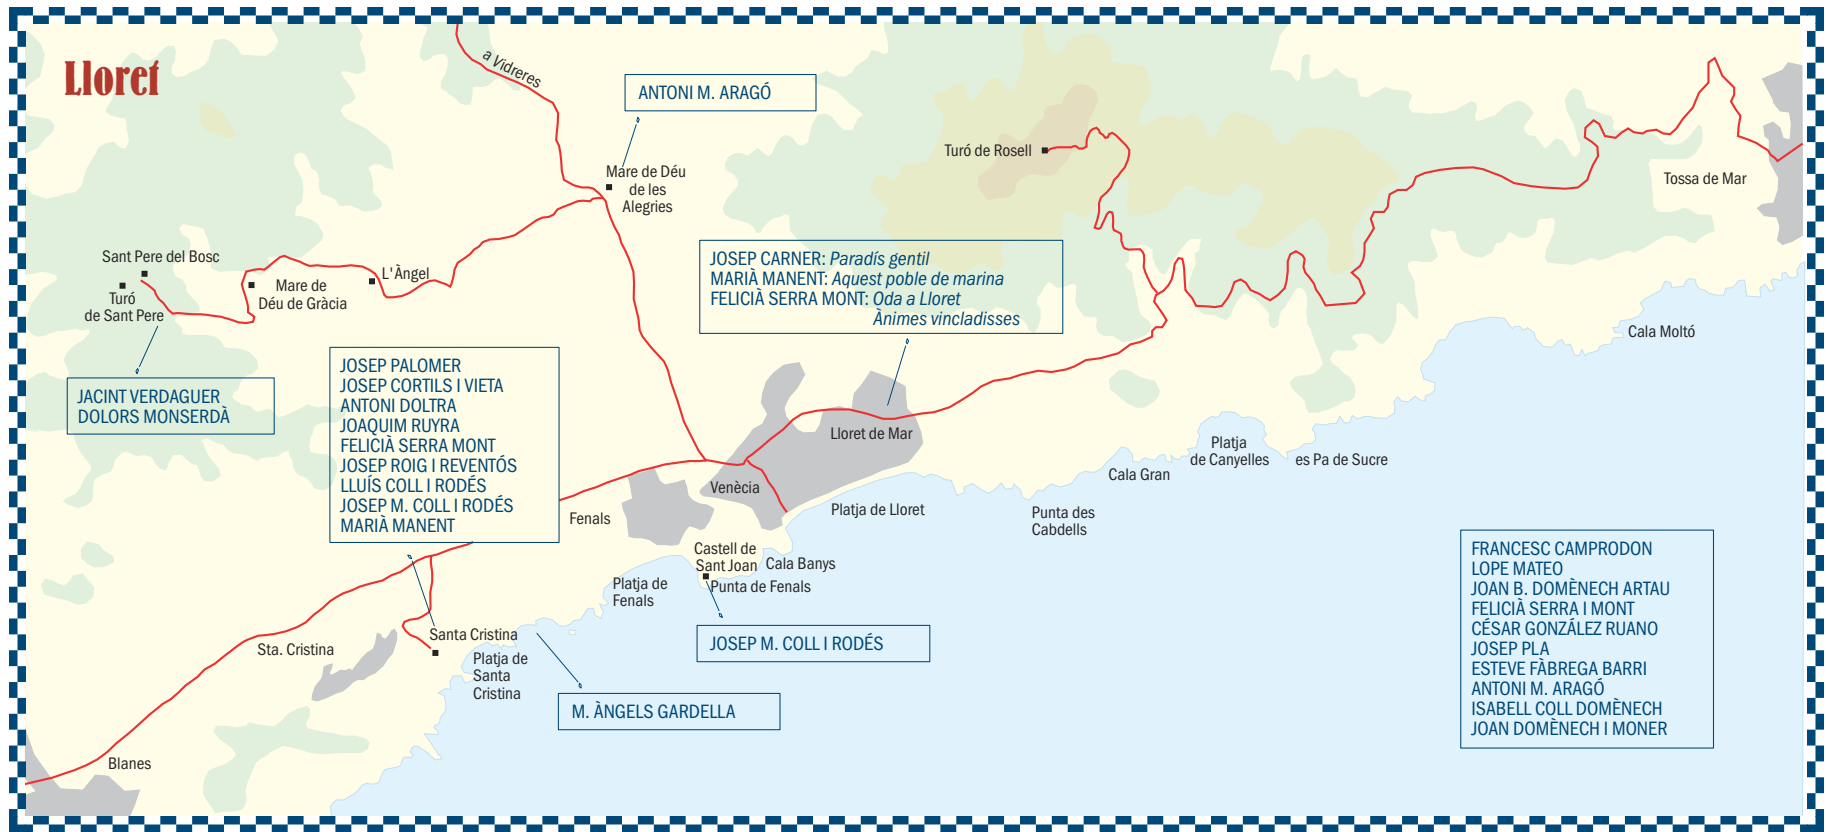 Lloret
a Vidreres
ANTONI M. ARAGÓ
Mare de Déu
de les
Alegries
Turó de Rosell
Tossa de Mar
Sant Pere del Bosc
Turó
de Sant Pere
Mare de
Déu de Gràcia
L'Àngel
JOSEP CARNER: Paradís gentil
MARIÀ MANENT: Aquest poble de marina
FELICIÀ SERRA MONT: Oda a Lloret
Ànimes vincladisses
Cala Moltó
JACINT VERDAGUER
DOLORS MONSERDÀ
JOSEP PALOMER
JOSEP CORTILS I VIETA
ANTONI DOLTRA
JOAQUIM RUYRA
FELICIÀ SERRA MONT
JOSEP ROIG I REVENTÓS
LLUÍS COLL I RODÉS
JOSEP M. COLL I RODÉS
MARIÀ MANENT
Lloret de Mar
Venècia
Platja
de Canyelles
es Pa de Sucre
Cala Gran
Platja de Lloret
Punta des
Cabdells
Fenals
Castell de
Sant Joan
Cala Banys
Punta de Fenals
Platja de
Fenals
JOSEP M. COLL I RODÉS
Santa Cristina
Sta. Cristina
Platja de
Santa
Cristina
M. ÀNGELS GARDELLA
Blanes
FRANCESC CAMPRODON
LOPE MATEO
JOAN B. DOMÈNECH ARTAU
FELICIÀ SERRA I MONT
CÉSAR GONZÁLEZ RUANO
JOSEP PLA
ESTEVE FÀBREGA BARRI
ANTONI M. ARAGÓ
ISABELL COLL DOMÈNECH
JOAN DOMÈNECH I MONER